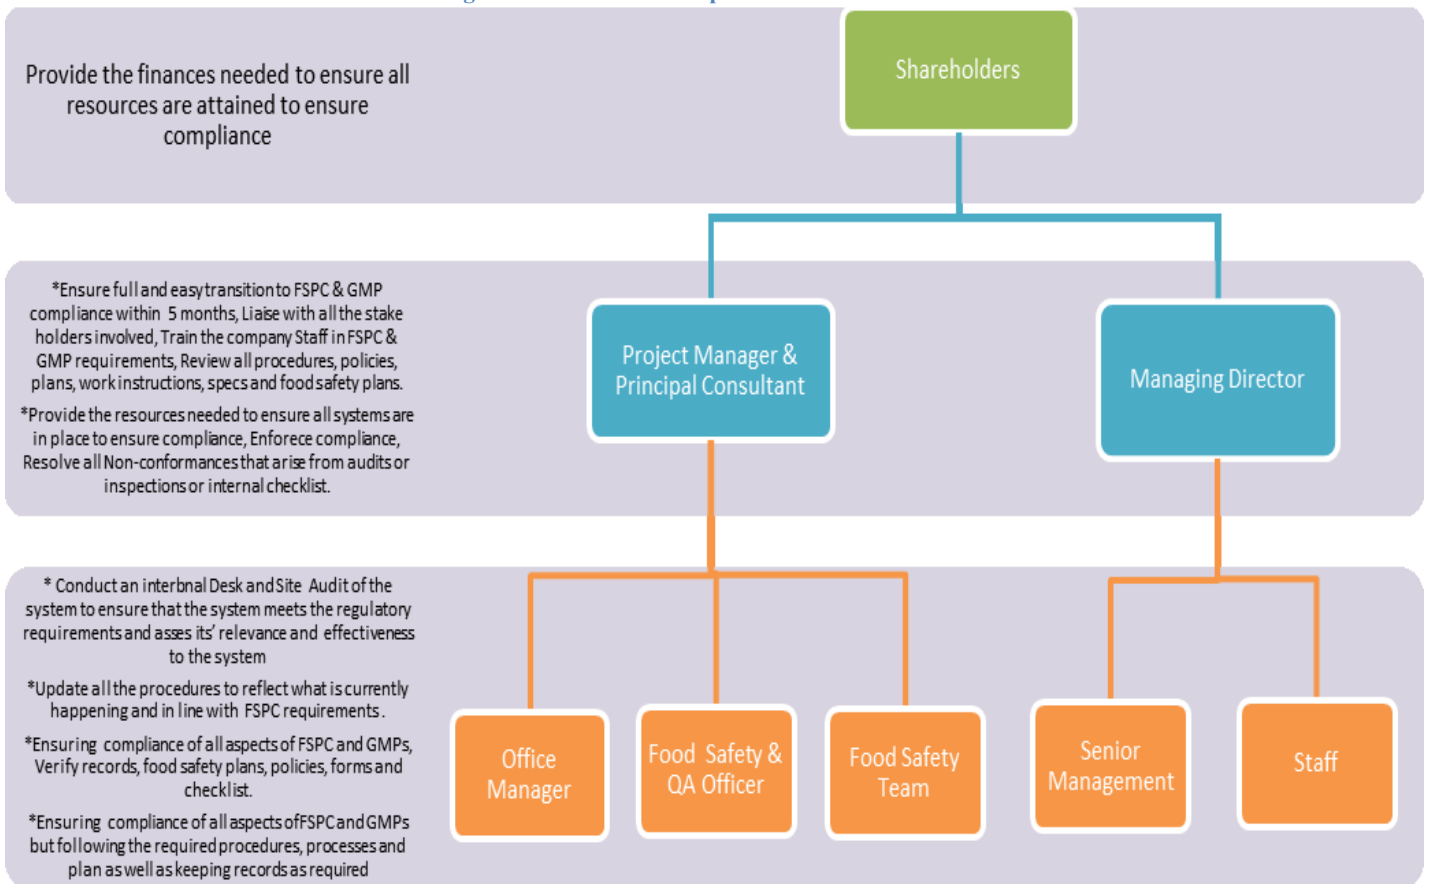 Provide the finances needed to ensure all
resources are attained to ensure
compliance
Shareholders
*Ensure full and easy transition to FSPC & GMP
compliance within 5 months, Liaise with all the stake
holders involved, Train the company Staff in FSPC &
GMP requirements, Review all procedures, policies,
plans, work instructions, specs and food safety plans.
*Provide the resources needed to ensure all systems are
in place to ensure compliance, Enforece compliance,
Resolve all Non-conformances that arise from audits or
inspections or internal checklist.
Project Manager &
Principal Consultant
Managing Director
* Conduct an interbnal Desk and Site Audit of the
system to ensure that the system meets the regulatory
requirements and asses its' relevance and effectiveness
to the system
*Update all the procedures to reflect what is currently
happening and in line with FSPC requirements.
*Ensuring compliance of all aspects of FSPC and GMPs,
Verify records, food safety plans, policies, forms and
checklist.
*Ensuring compliance of all aspects of FSPC and GMPs
but following the required procedures, processes and
plan as well as keeping records as required
Office
Manager
Food Safety &
QA Officer
Food Safety
Team
Senior
Management
Staff